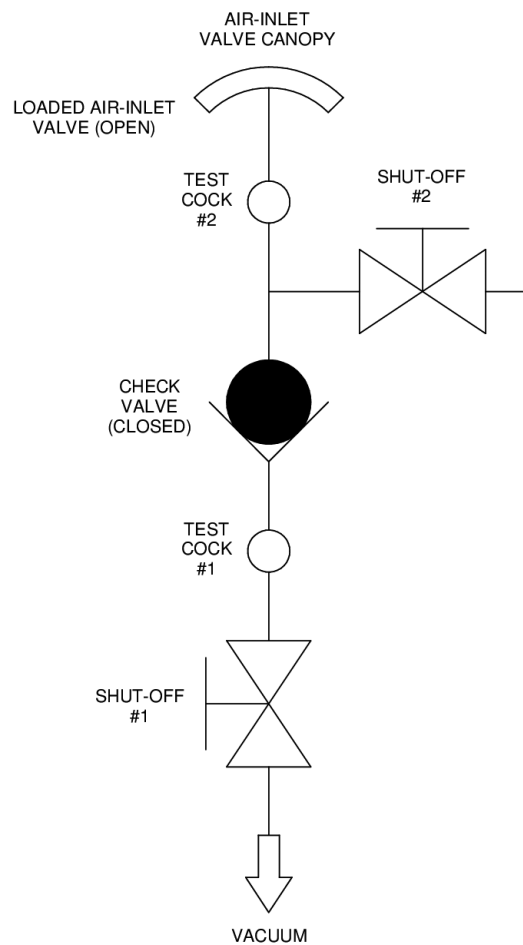 AIR-INLET
VALVE CANOPY
LOADED AIR-INLET
VALVE (OPEN)
TEST
COCK
#2
SHUT-OFF
#2
CHECK
VALVE
(CLOSED)
TEST
COCK
#1
SHUT-OFF
#1
VACUUM